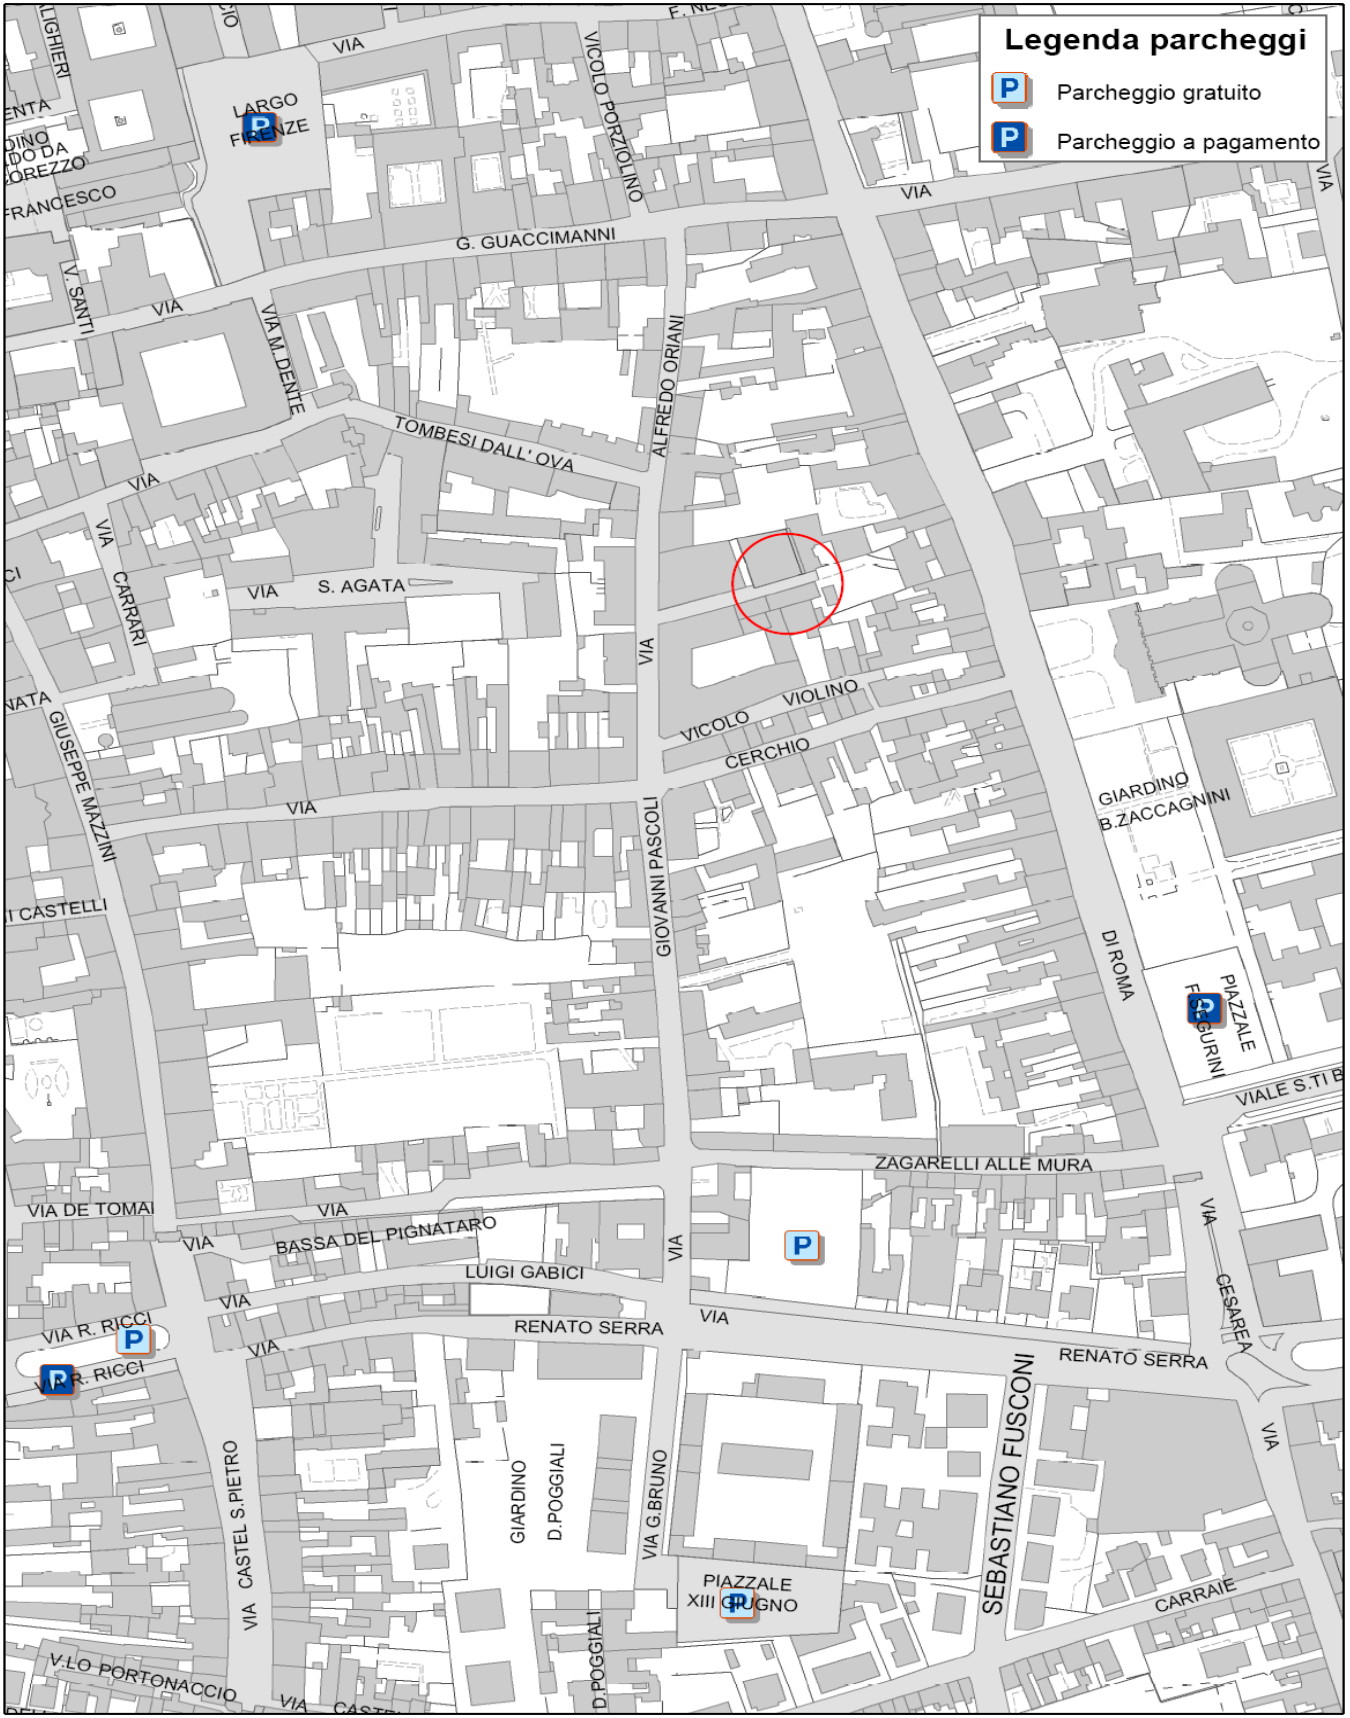 Legenda parcheggi
P Parcheggio gratuito
P Parcheggio a pagamento
VIA
VICOLO PORZIOLINO
LARGO
FIRENZE
P
FRANCESCO
V. SANTI
VIA
VIA
G. GUACCIMANNI
VIA
VIA M. DENTE
ALFREDO ORIANI
TOMBESI DALL' OVA
VIA
VIA
CARRARI
VIA
S. AGATA
VIA
GIUSEPPE MAZZINI
VICOLO
VIOLINO
CERCHIO
VIA
GIOVANNI PASCOLI
GIARDINO
B.ZACCAGNINI
DI ROMA
PIAZZALE
F. SEGURINI
P
VIALE S.TI B
I CASTELLI
ZAGARELLI ALLE MURA
VIA DE TOMAI
VIA
VIA
BASSA DEL PIGNATARO
VIA
P
VIA
CESAREA
LUIGI GABICI
VIA
VIA R. RICCI
P
P
VIA R. RICCI
VIA
RENATO SERRA
VIA
RENATO SERRA
SEBASTIANO FUSCONI
VIA
VIA CASTEL S.PIETRO
GIARDINO
D.POGGIALI
VIA G.BRUNO
PIAZZALE
XIII GIUGNO
P
CARRAIE
D.POGGIALI
V.LO PORTONACCIO
VIA